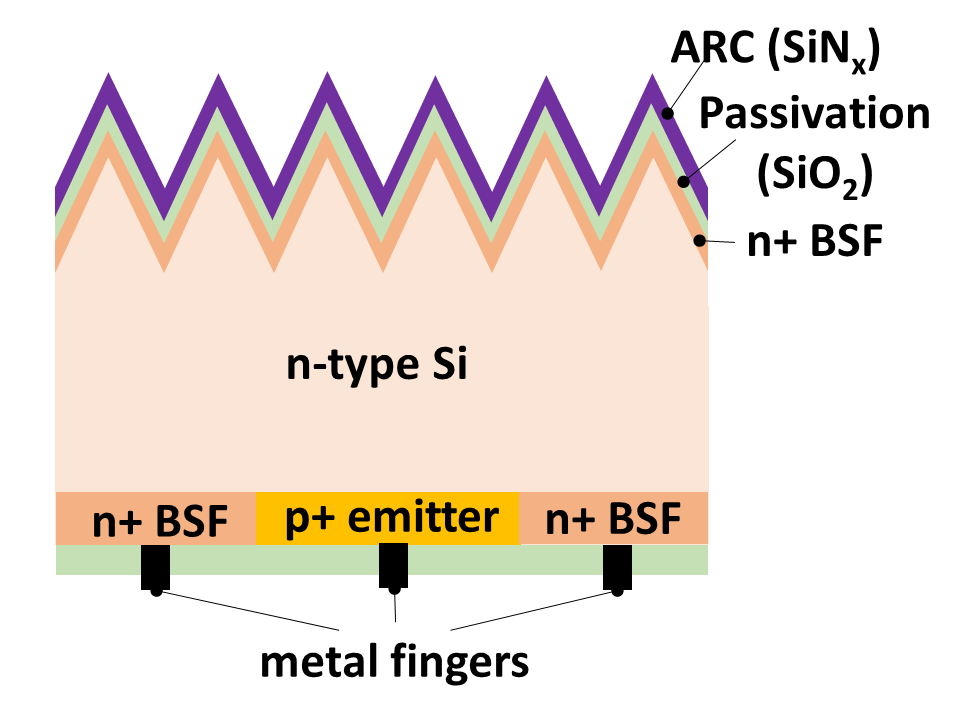 ARC (SiNₓ)
Passivation
(SiO₂)
n+ BSF
n-type Si
n+ BSF
p+ emitter
n+ BSF
metal fingers